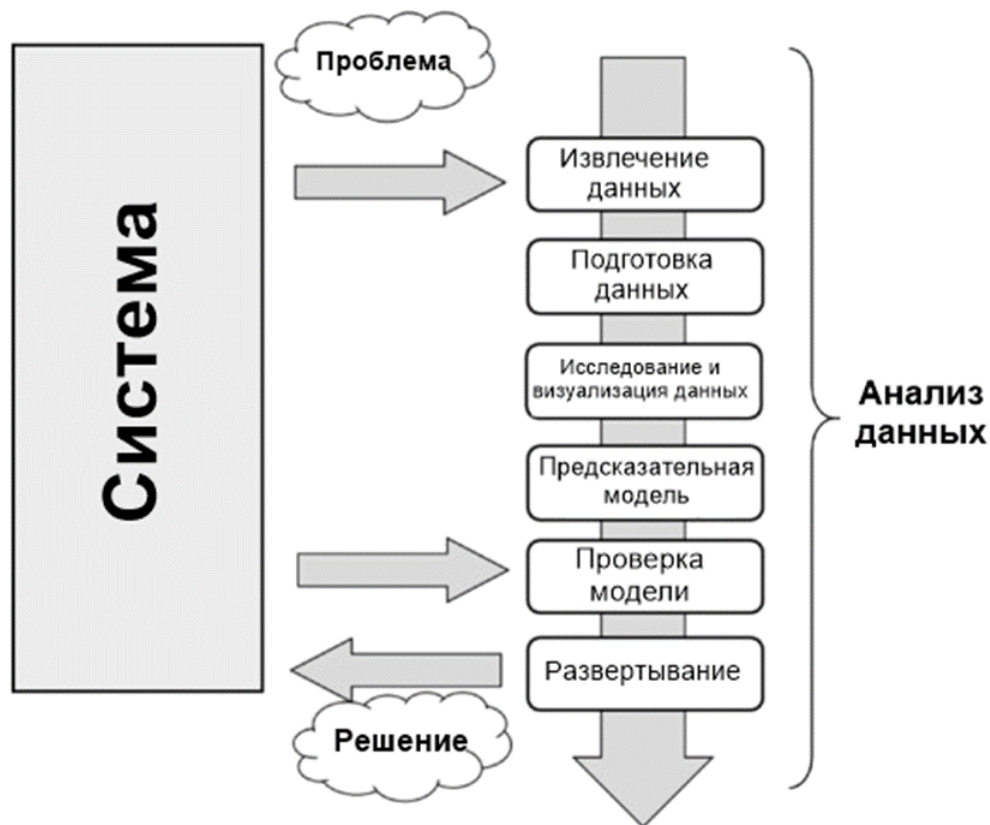 Система
Проблема
Извлечение
данных
Подготовка
данных
Исследование и
визуализация данных
Предсказательная
модель
Проверка
модели
Развертывание
Решение
Анализ
данных